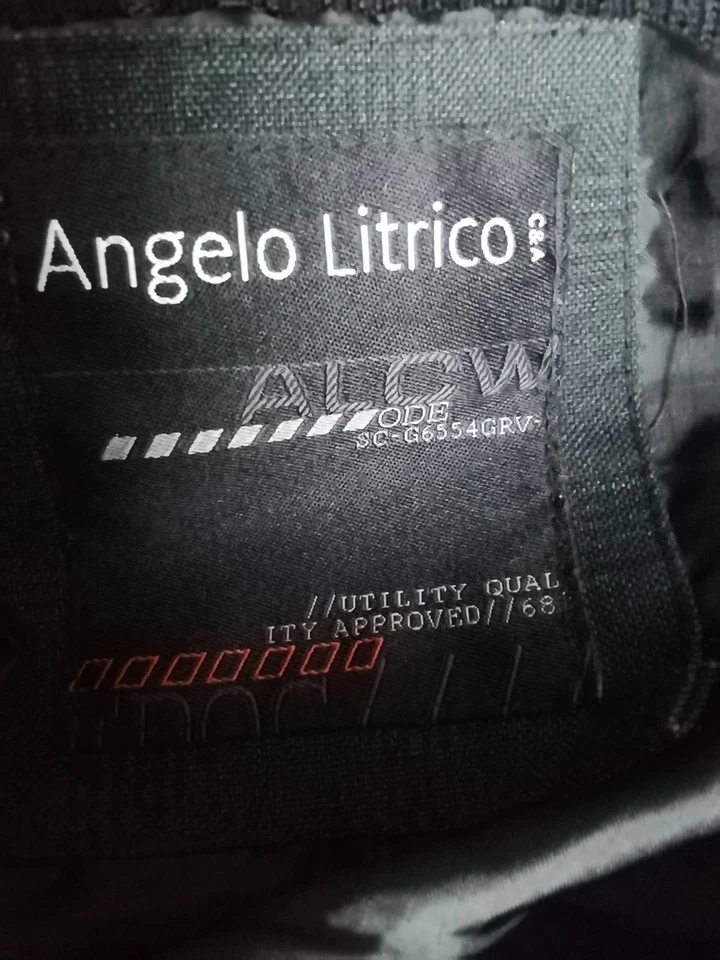 Angelo Litrico
C&A
ALCW
ODE
SC-G6554GRV-
//UTILITY QUAL
ITY APPROVED//68